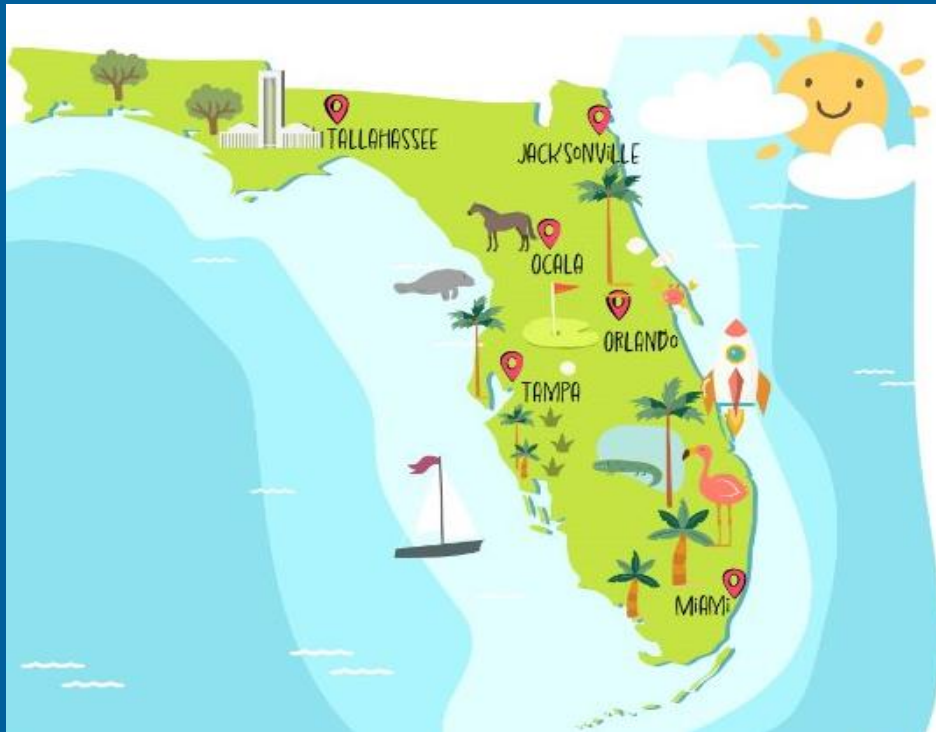 TALLAHASSEE
JACKSONViLLE
OCALA
ORLANDo
TAMPA
MiAMi